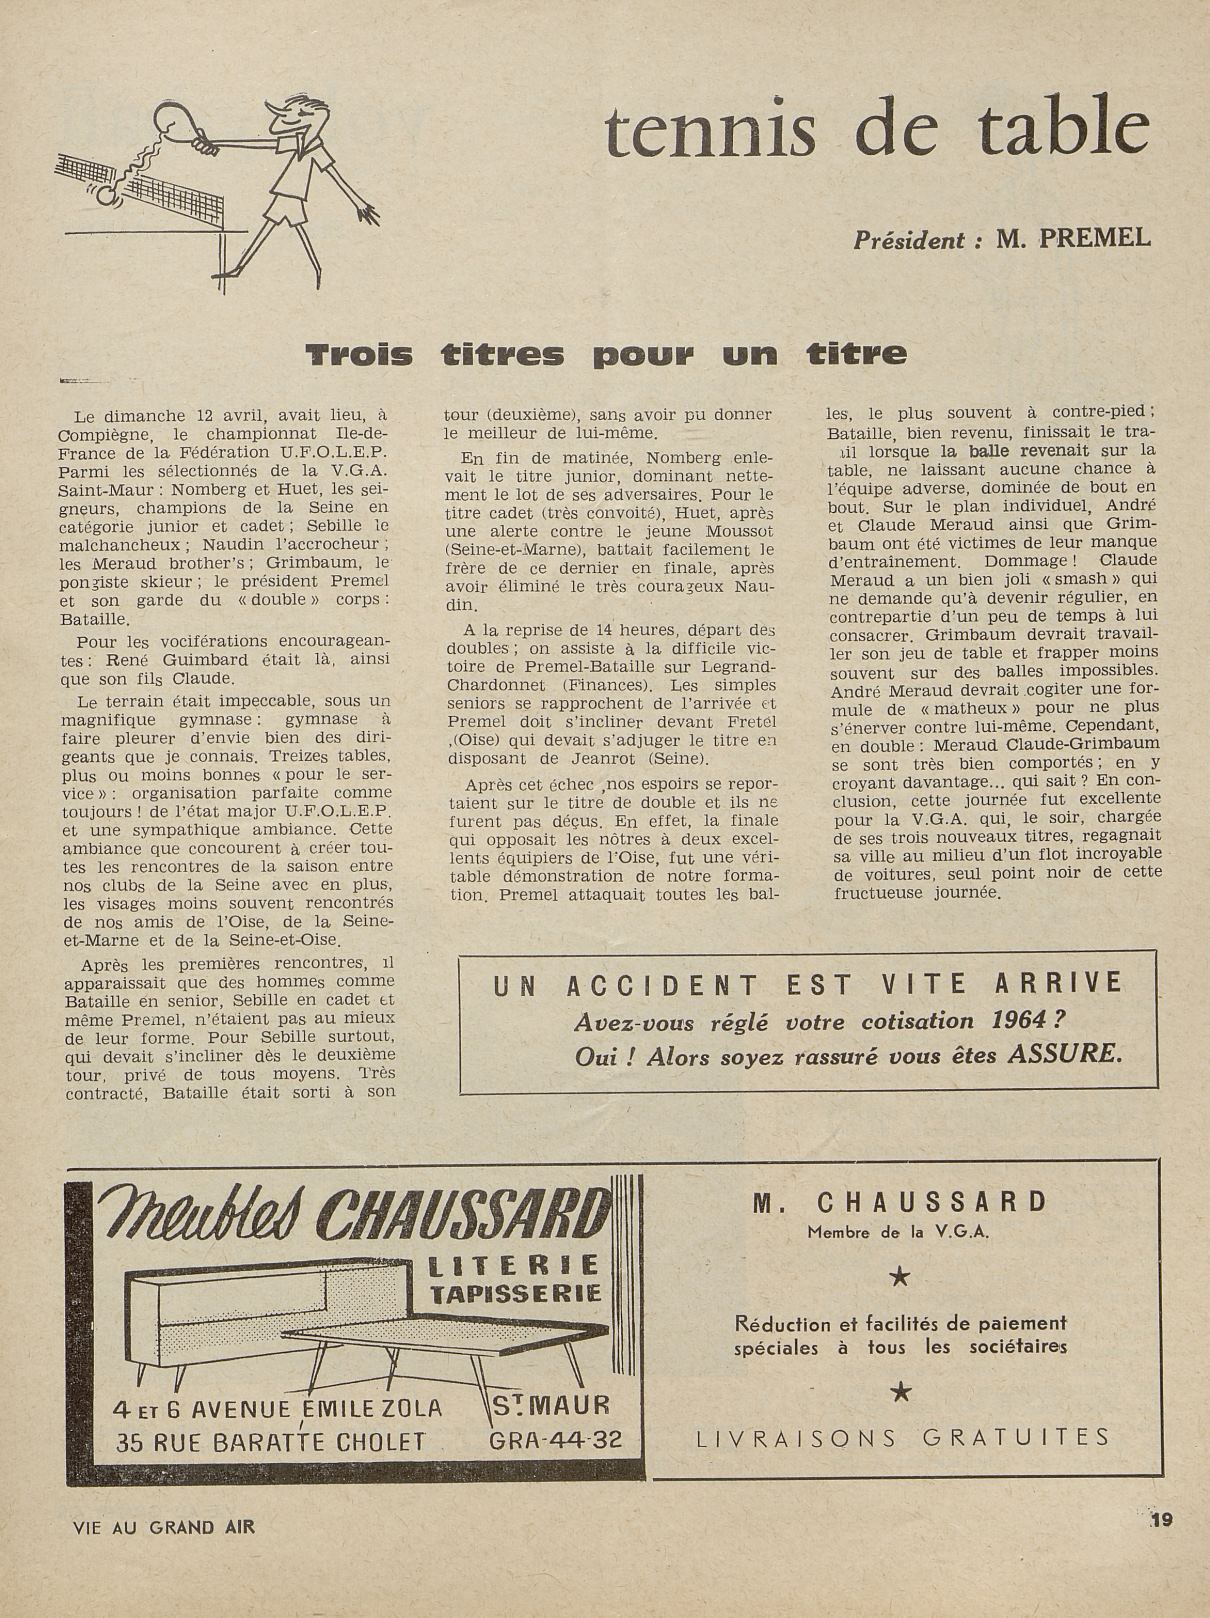 tennis de table
Président : M. PREMEL
Trois titres pour un titre
Le dimanche 12 avril, avait lieu, à
Compiègne, le championnat Ile-de-
France de la Fédération U.F.O.L.E.P.
Parmi les sélectionnés de la V.G.A.
Saint-Maur : Nomberg et Huet, les sei-
gneurs, champions de la Seine en
catégorie junior et cadet ; Sebille le
malchancheux ; Naudin l'accrocheur ;
les Meraud brother's ; Grimbaum, le
pongiste skieur ; le président Premel
et son garde du « double » corps :
Bataille.
Pour les vociférations encouragean-
tes : René Guimbard était là, ainsi
que son fils Claude.
Le terrain était impeccable, sous un
magnifique gymnase : gymnase à
faire pleurer d'envie bien des diri-
geants que je connais. Treizes tables,
plus ou moins bonnes « pour le ser-
vice » : organisation parfaite comme
toujours ! de l'état major U.F.O.L.E.P.
et une sympathique ambiance. Cette
ambiance que concourent à créer tou-
tes les rencontres de la saison entre
nos clubs de la Seine avec en plus,
les visages moins souvent rencontrés
de nos amis de l'Oise, de la Seine-
et-Marne et de la Seine-et-Oise.
Après les premières rencontres, il
apparaissait que des hommes comme
Bataille en senior, Sebille en cadet et
même Premel, n'étaient pas au mieux
de leur forme. Pour Sebille surtout,
qui devait s'incliner dès le deuxième
tour, privé de tous moyens. Très
contracté, Bataille était sorti à son
tour (deuxième), sans avoir pu donner
le meilleur de lui-même.
En fin de matinée, Nomberg enle-
vait le titre junior, dominant nette-
ment le lot de ses adversaires. Pour le
titre cadet (très convoité), Huet, après
une alerte contre le jeune Moussot
(Seine-et-Marne), battait facilement le
frère de ce dernier en finale, après
avoir éliminé le très courageux Nau-
din.
A la reprise de 14 heures, départ des
doubles ; on assiste à la difficile vic-
toire de Premel-Bataille sur Legrand-
Chardonnet (Finances). Les simples
seniors se rapprochent de l'arrivée et
Premel doit s'incliner devant Fretel
,(Oise) qui devait s'adjuger le titre en
disposant de Jeanrot (Seine).
Après cet échec ,nos espoirs se repor-
taient sur le titre de double et ils ne
furent pas déçus. En effet, la finale
qui opposait les nôtres à deux excel-
lents équipiers de l'Oise, fut une véri-
table démonstration de notre forma-
tion. Premel attaquait toutes les bal-
les, le plus souvent à contre-pied ;
Bataille, bien revenu, finissait le tra-
ail lorsque la balle revenait sur la
table, ne laissant aucune chance à
l'équipe adverse, dominée de bout en
bout. Sur le plan individuel, André
et Claude Meraud ainsi que Grim-
baum ont été victimes de leur manque
d'entraînement. Dommage ! Claude
Meraud a un bien joli « smash » qui
ne demande qu'à devenir régulier, en
contrepartie d'un peu de temps à lui
consacrer. Grimbaum devrait travail-
ler son jeu de table et frapper moins
souvent sur des balles impossibles.
André Meraud devrait cogiter une for-
mule de « matheux » pour ne plus
s'énerver contre lui-même. Cependant,
en double : Meraud Claude-Grimbaum
se sont très bien comportés ; en y
croyant davantage... qui sait ? En con-
clusion, cette journée fut excellente
pour la V.G.A. qui, le soir, chargée
de ses trois nouveaux titres, regagnait
sa ville au milieu d'un flot incroyable
de voitures, seul point noir de cette
fructueuse journée.
UN ACCIDENT EST VITE ARRIVE
Avez-vous réglé votre cotisation 1964 ?
Oui ! Alors soyez rassuré vous êtes ASSURE.
Meubles CHAUSSARD
LITERIE
TAPISSERIE
4 ET 6 AVENUE EMILE ZOLA ST. MAUR
35 RUE BARATTE CHOLET GRA-44-32
M. CHAUSSARD
Membre de la V.G.A.
★
Réduction et facilités de paiement
spéciales à tous les sociétaires
★
LIVRAISONS GRATUITES
VIE AU GRAND AIR
19